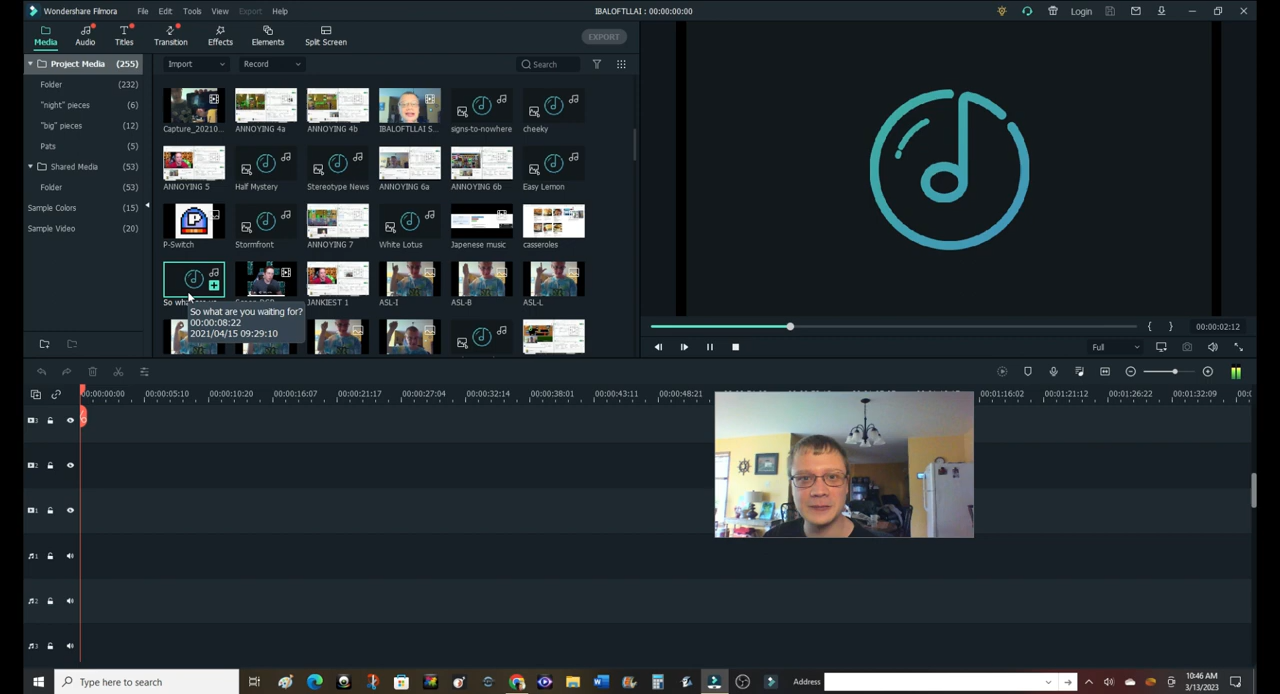 Wondershare Filmora
File
Edit
Tools
View
Export
Help
IBALOFTLLAI : 00:00:00:00
Login
Media
Audio
Titles
Transition
Effects
Elements
Split Screen
EXPORT
Project Media (255)
Import
Record
Search
Folder (232)
"night" pieces (6)
"big" pieces (12)
Pats (5)
Shared Media (53)
Folder (53)
Sample Colors (15)
Sample Video (20)
Capture_20210...
ANNOYING 4a
ANNOYING 4b
IBALOFTLLAI S...
signs-to-nowhere
cheeky
ANNOYING 5
Half Mystery
Stereotype News
ANNOYING 6a
ANNOYING 6b
Easy Lemon
P-Switch
Stormfront
ANNOYING 7
White Lotus
Japenese music
casseroles
JANKIEST 1
ASL-I
ASL-B
ASL-L
So what are you waiting for?
00:00:08:22
2021/04/15 09:29:10
00:00:02:12
Full
00:00:00:00
00:00:05:10
00:00:10:20
00:00:16:07
00:00:21:17
00:00:27:04
00:00:32:14
00:00:38:01
00:00:43:11
00:00:48:21
00:01:16:02
00:01:21:12
00:01:26:22
00:01:32:09
3
2
1
1
2
3
Type here to search
Address
10:46 AM
3/13/2023